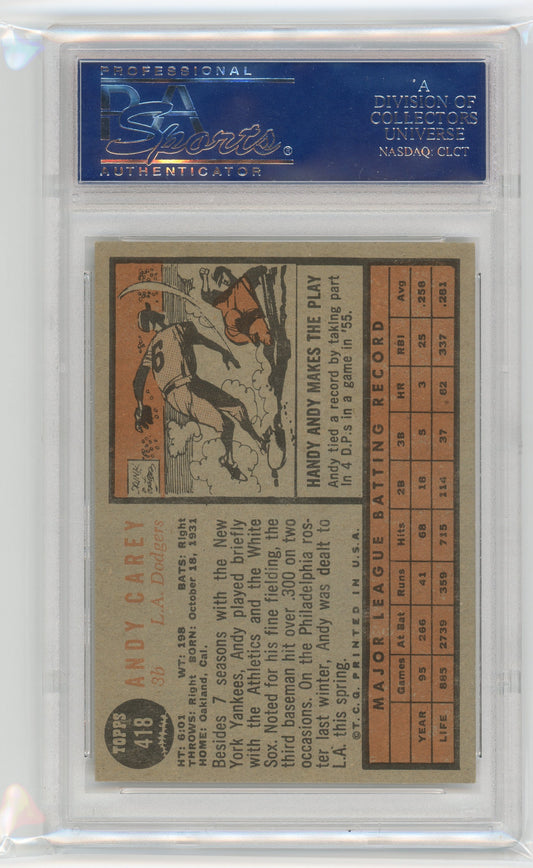 PROFESSIONAL
PSA
Sports®
AUTHENTICATOR
A
DIVISION OF
COLLECTORS
UNIVERSE
NASDAQ: CLCT
TOPPS
418
ANDY CAREY
3b L.A. Dodgers
HT: 6:01 WT: 198 BATS: Right
THROWS: Right BORN: October 18, 1931
HOME: Oakland, Cal.
Besides 7 seasons with the New
York Yankees, Andy played briefly
with the Athletics and the White
Sox. Noted for his fine fielding, the
third baseman hit over .300 on two
occasions. On the Philadelphia ros-
ter last winter, Andy was dealt to
L.A. this spring.
©T.C.G. PRINTED IN U.S.A.
6
HANDY ANDY MAKES THE PLAY
Andy tied a record by taking part
in 4 D.P.s in a game in '55.
MAJOR LEAGUE BATTING RECORD
Games At Bat Runs Hits 2B 3B HR RBI Avg
YEAR 95 266 41 68 18 5 3 25 .256
LIFE 885 2739 359 715 114 37 62 337 .261